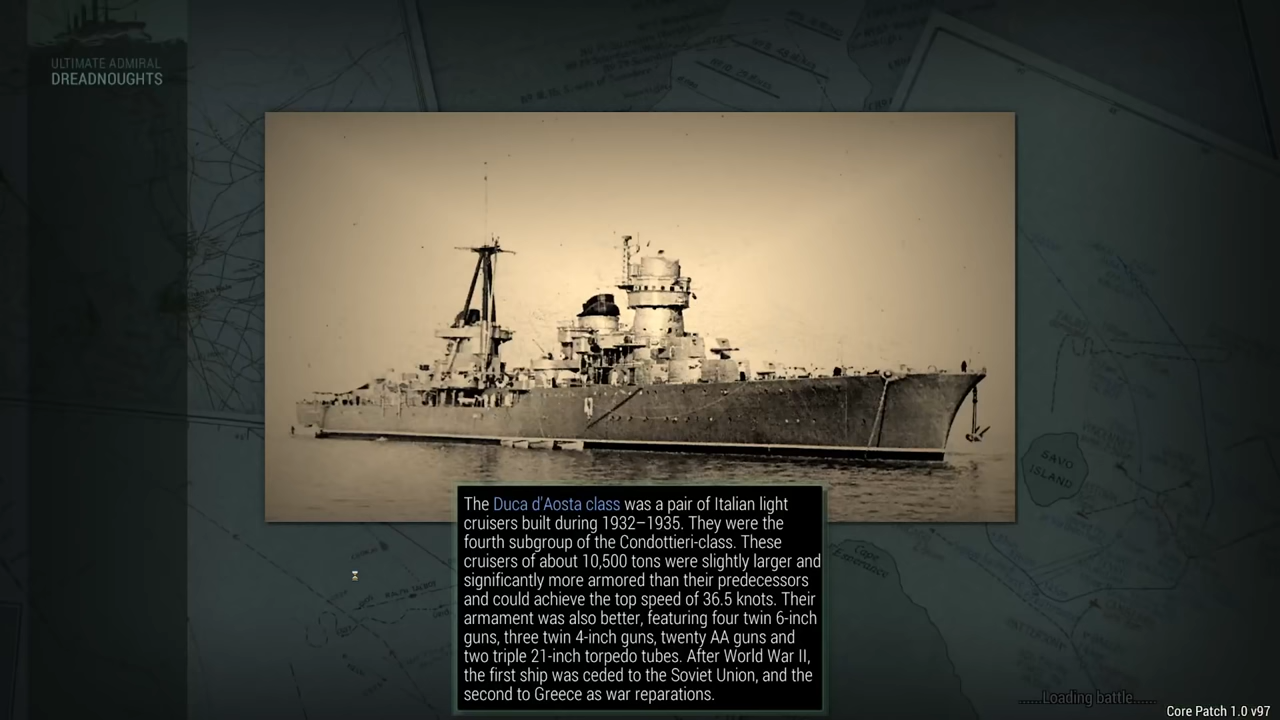 ULTIMATE ADMIRAL
DREADNOUGHTS
SAVO
ISLAND
Cape
Esperance
The Duca d'Aosta class was a pair of Italian light
cruisers built during 1932–1935. They were the
fourth subgroup of the Condottieri-class. These
cruisers of about 10,500 tons were slightly larger and
significantly more armored than their predecessors
and could achieve the top speed of 36.5 knots. Their
armament was also better, featuring four twin 6-inch
guns, three twin 4-inch guns, twenty AA guns and
two triple 21-inch torpedo tubes. After World War II,
the first ship was ceded to the Soviet Union, and the
second to Greece as war reparations.
......Loading battle......
Core Patch 1.0 v97